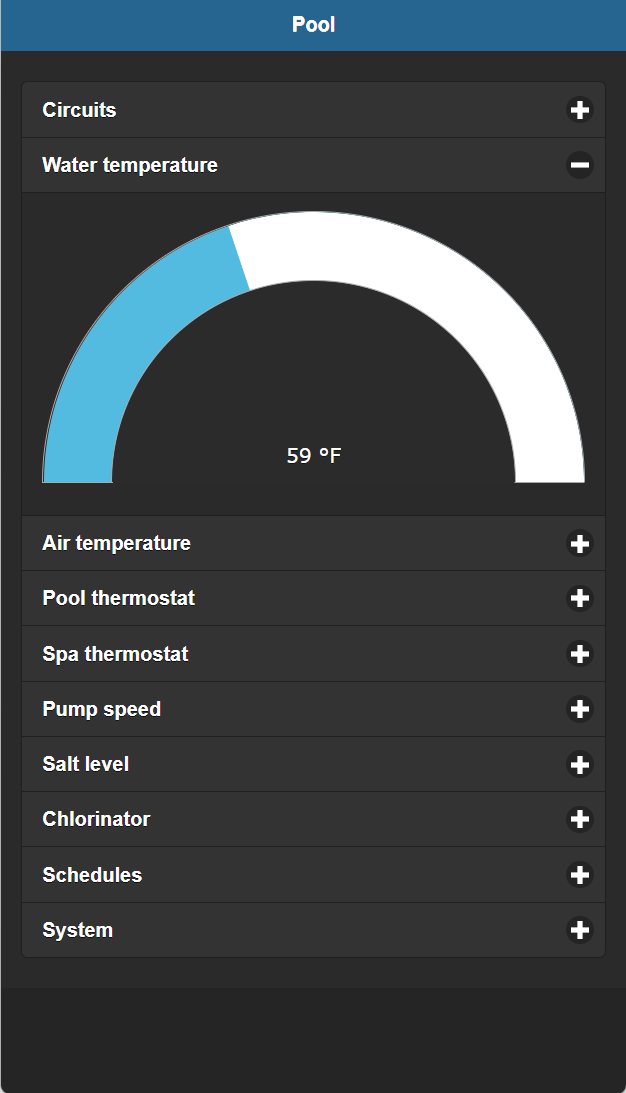 Pool
Circuits
Water temperature
59 °F
Air temperature
Pool thermostat
Spa thermostat
Pump speed
Salt level
Chlorinator
Schedules
System